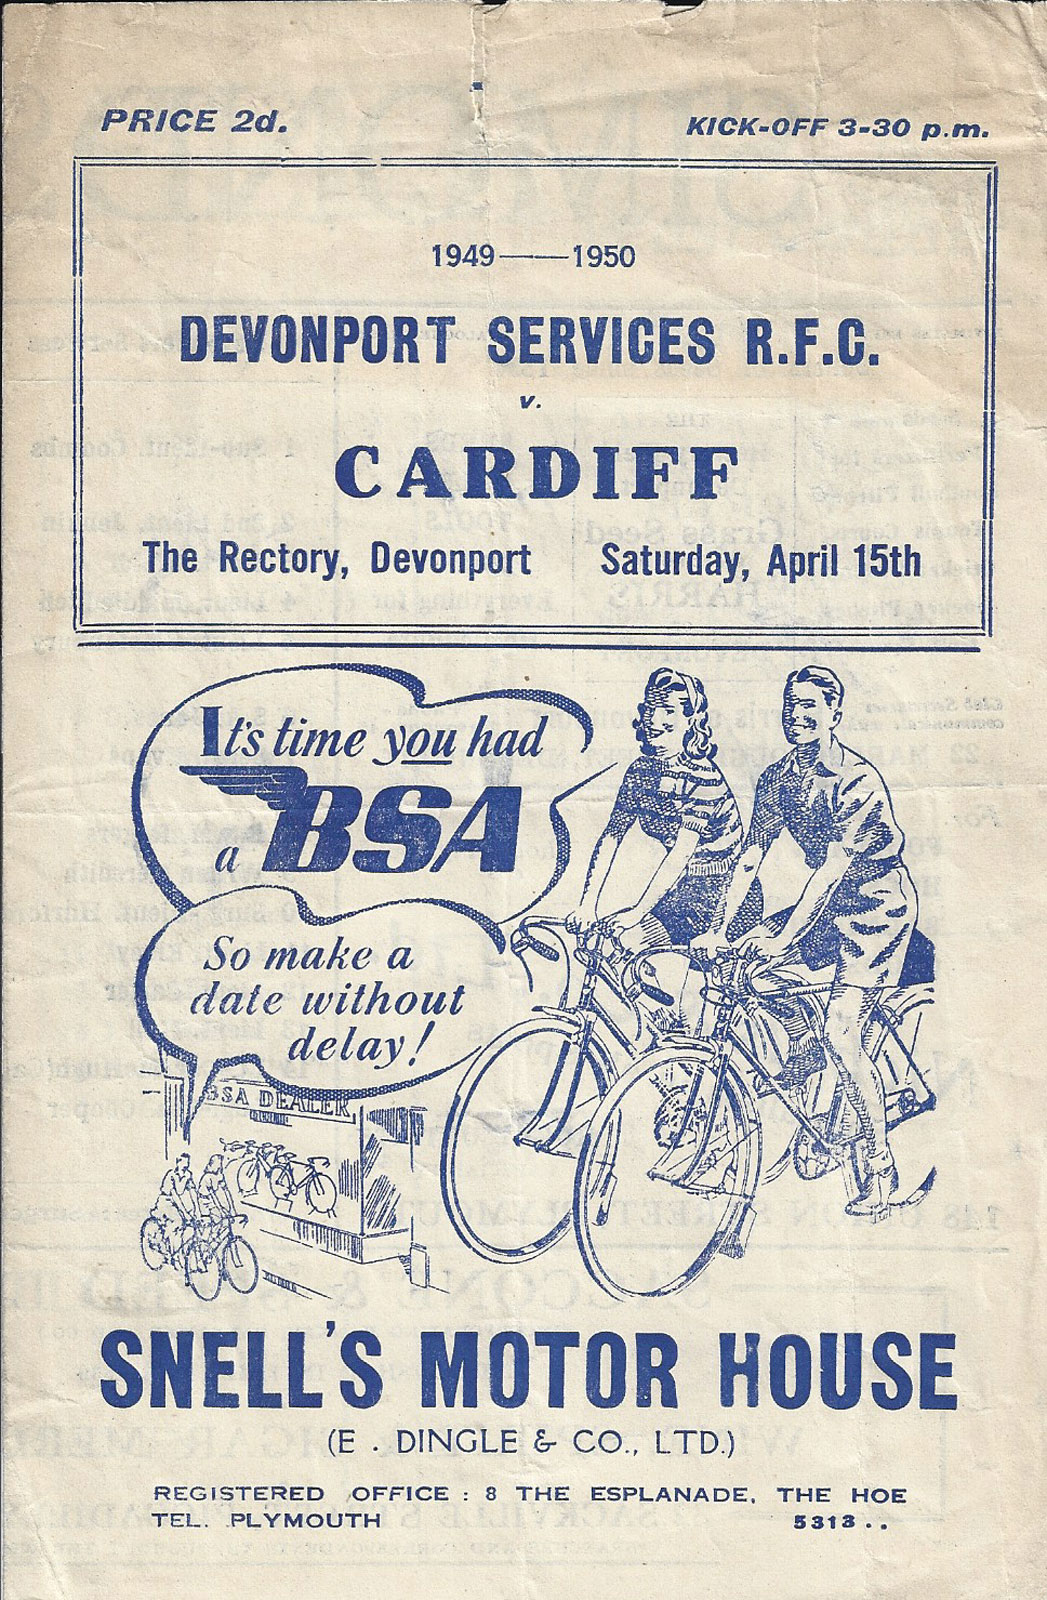 PRICE 2d.
KICK-OFF 3-30 p.m.
1949——1950
DEVONPORT SERVICES R.F.C.
v.
CARDIFF
The Rectory, Devonport Saturday, April 15th
It's time you had
a BSA
So make a
date without
delay!
BSA DEALER
SNELL'S MOTOR HOUSE
(E . DINGLE & CO., LTD.)
REGISTERED OFFICE : 8 THE ESPLANADE, THE HOE
TEL. PLYMOUTH 5313 . .